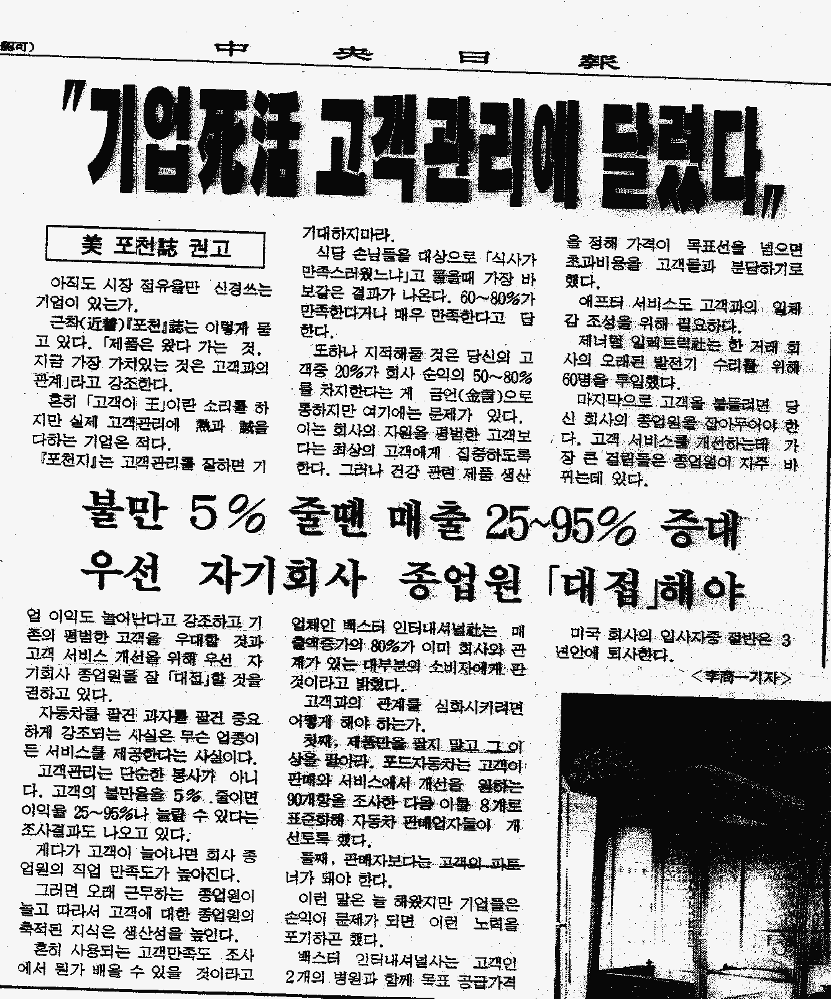 認可)
中央日報
"기업死活 고객관리에 달렸다"
美 포천誌 권고
아직도 시장 점유율만 신경쓰는
기업이 있는가.
근착(近着)『포천』誌는 이렇게 묻
고 있다. 「제품은 왔다 가는 것.
지금 가장 가치있는 것은 고객과의
관계」라고 강조한다.
흔히 「고객이 王」이란 소리를 하
지만 실제 고객관리에 熱과 誠을
다하는 기업은 적다.
『포천지』는 고객관리를 잘하면 기
불만 5% 줄땐 매출 25~95% 증대
우선 자기회사 종업원 「대접」해야
업 이익도 늘어난다고 강조하고 기
존의 평범한 고객을 우대할 것과
고객 서비스 개선을 위해 우선 자
기회사 종업원을 잘 「대접」할 것을
권하고 있다.
자동차를 팔건 과자를 팔건 중요
하게 강조되는 사실은 무슨 업종이
든 서비스를 제공한다는 사실이다.
고객관리는 단순한 봉사가 아니
다. 고객의 불만율을 5% 줄이면
이익을 25~95%나 늘릴 수 있다는
조사결과도 나오고 있다.
게다가 고객이 늘어나면 회사 종
업원의 직업 만족도가 높아진다.
그러면 오래 근무하는 종업원이
늘고 따라서 고객에 대한 종업원의
축적된 지식은 생산성을 높인다.
흔히 사용되는 고객만족도 조사
에서 뭔가 배울 수 있을 것이라고
기대하지마라.
식당 손님들을 대상으로 「식사가
만족스러웠느냐」고 물을때 가장 바
보같은 결과가 나온다. 60~80%가
만족한다거나 매우 만족한다고 답
한다.
또하나 지적해둘 것은 당신의 고
객중 20%가 회사 순익의 50~80%
를 차지한다는 게 금언(金言)으로
통하지만 여기에는 문제가 있다.
이는 회사의 자원을 평범한 고객보
다는 최상의 고객에게 집중하도록
한다. 그러나 건강 관련 제품 생산
업체인 백스터 인터내셔널社는 매
출액증가의 80%가 이미 회사와 관
계가 있는 대부분의 소비자에게 판
것이라고 밝혔다.
고객과의 관계를 심화시키려면
어떻게 해야 하는가.
첫째, 제품만을 팔지 말고 그 이
상을 팔아라. 포드자동차는 고객이
판매와 서비스에서 개선을 원하는
90개항을 조사한 다음 이를 8개로
표준화해 자동차 판매업자들이 개
선토록 했다.
둘째, 판매자보다는 고객의 파트
너가 돼야 한다.
이런 말은 늘 해왔지만 기업들은
손익이 문제가 되면 이런 노력을
포기하곤 했다.
백스터 인터내셔널사는 고객인
2개의 병원과 함께 목표 공급가격
을 정해 가격이 목표선을 넘으면
초과비용을 고객들과 분담하기로
했다.
애프터 서비스도 고객과의 일체
감 조성을 위해 필요하다.
제너럴 일렉트릭社는 한 거래 회
사의 오래된 발전기 수리를 위해
60명을 투입했다.
마지막으로 고객을 붙들려면 당
신 회사의 종업원을 잡아두어야 한
다. 고객 서비스를 개선하는데 가
장 큰 걸림돌은 종업원이 자주 바
뀌는데 있다.
미국 회사의 입사자중 절반은 3
년안에 퇴사한다.
<李商一기자>